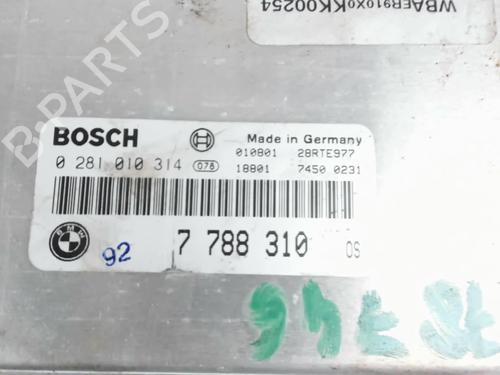 WBAER910X0KK00254
B-PARTS
BOSCH
Made in Germany
0 281 010 314
078
010801 28RTE977
18801 7450 0231
BMW
92
7 788 310 OS